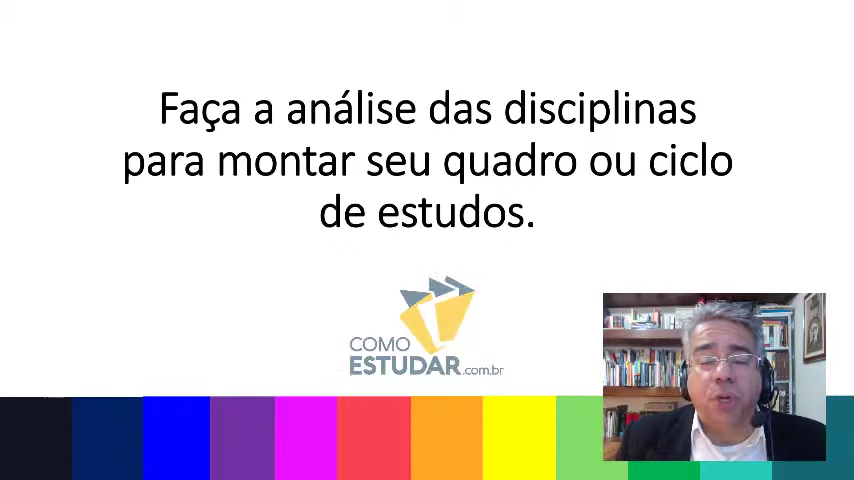 Faça a análise das disciplinas
para montar seu quadro ou ciclo
de estudos.
COMO
ESTUDAR.com.br